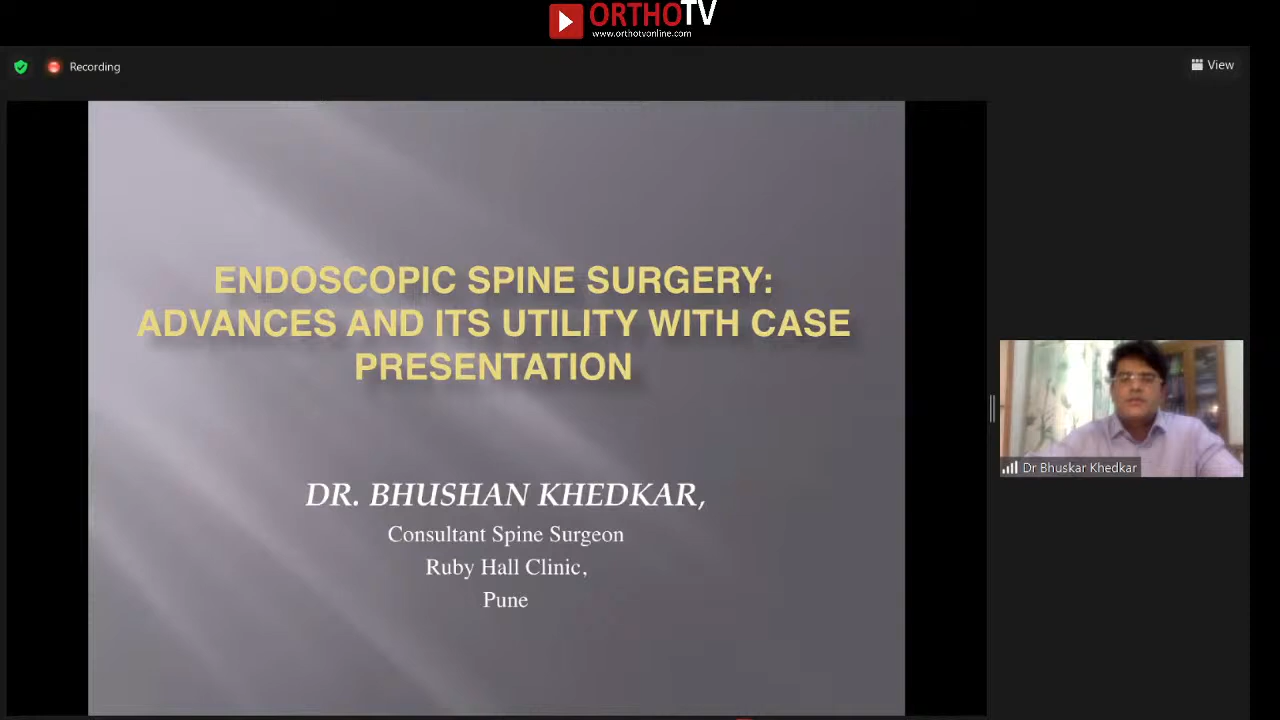 ORTHOTV
www.orthotvonline.com
Recording
View
ENDOSCOPIC SPINE SURGERY:
ADVANCES AND ITS UTILITY WITH CASE
PRESENTATION
DR. BHUSHAN KHEDKAR,
Consultant Spine Surgeon
Ruby Hall Clinic,
Pune
Dr Bhuskar Khedkar